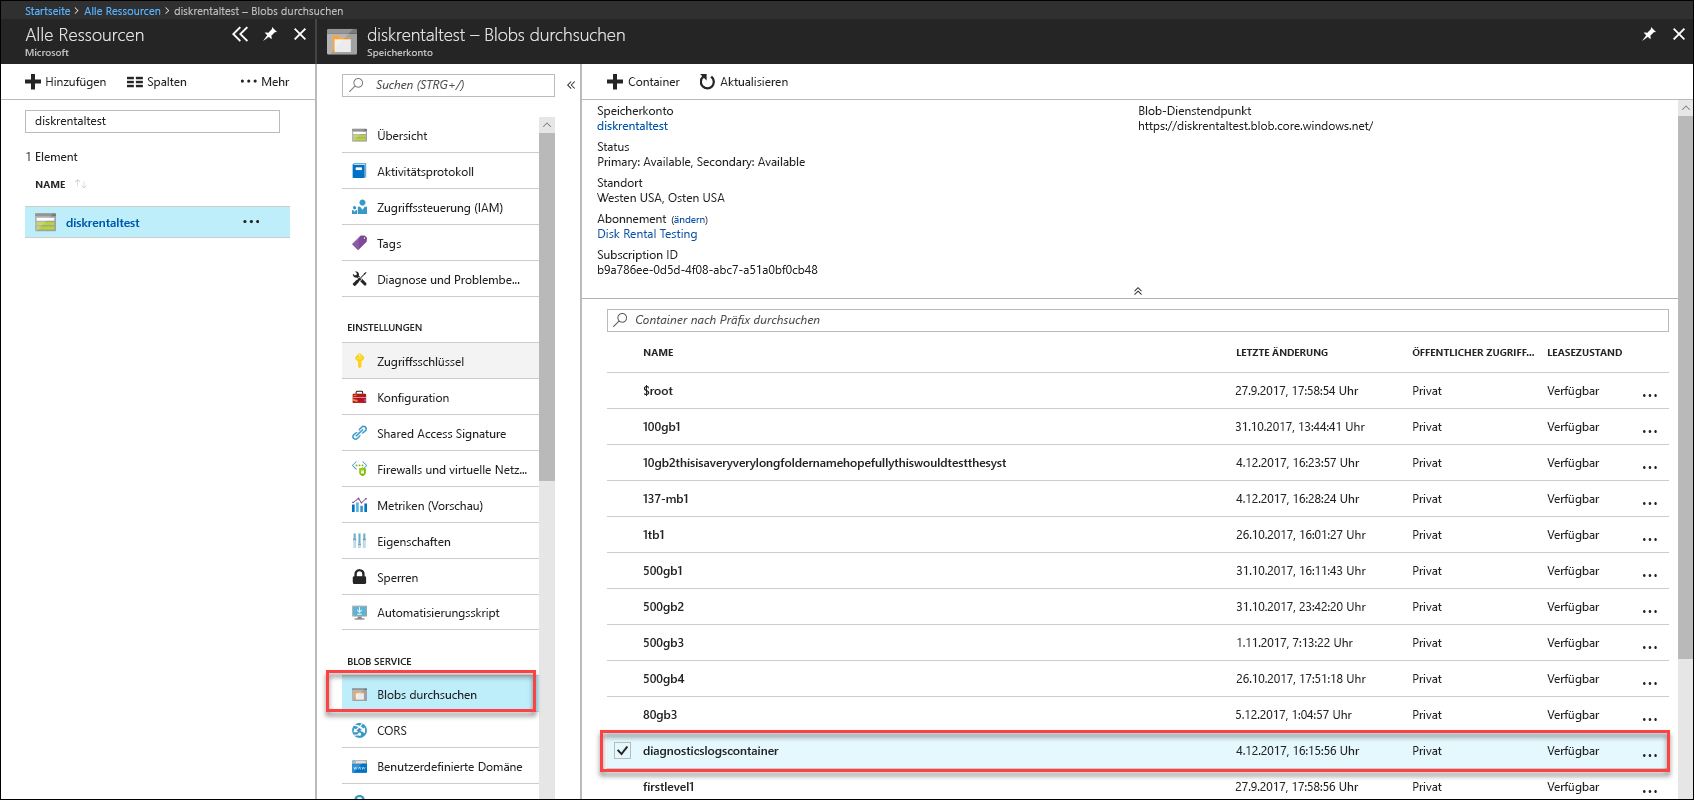 Startseite > Alle Ressourcen > diskrentaltest – Blobs durchsuchen
Alle Ressourcen
Microsoft
Hinzufügen
Spalten
Mehr
diskrentaltest
1 Element
NAME
diskrentaltest
diskrentaltest – Blobs durchsuchen
Speicherkonto
Suchen (STRG+/)
Übersicht
Aktivitätsprotokoll
Zugriffssteuerung (IAM)
Tags
Diagnose und Problembe...
EINSTELLUNGEN
Zugriffsschlüssel
Konfiguration
Shared Access Signature
Firewalls und virtuelle Netz...
Metriken (Vorschau)
Eigenschaften
Sperren
Automatisierungsskript
BLOB SERVICE
Blobs durchsuchen
CORS
Benutzerdefinierte Domäne
Container
Aktualisieren
Speicherkonto
diskrentaltest
Status
Primary: Available, Secondary: Available
Standort
Westen USA, Osten USA
Abonnement (ändern)
Disk Rental Testing
Subscription ID
b9a786ee-0d5d-4f08-abc7-a51a0bf0cb48
Blob-Dienstendpunkt
https://diskrentaltest.blob.core.windows.net/
Container nach Präfix durchsuchen
NAME LETZTE ÄNDERUNG ÖFFENTLICHER ZUGRIFF... LEASEZUSTAND
$root 27.9.2017, 17:58:54 Uhr Privat Verfügbar ...
100gb1 31.10.2017, 13:44:41 Uhr Privat Verfügbar ...
10gb2thisisaveryverylongfoldernamehopefullythiswouldtestthesyst 4.12.2017, 16:23:57 Uhr Privat Verfügbar ...
137-mb1 4.12.2017, 16:28:24 Uhr Privat Verfügbar ...
1tb1 26.10.2017, 16:01:27 Uhr Privat Verfügbar ...
500gb1 31.10.2017, 16:11:43 Uhr Privat Verfügbar ...
500gb2 31.10.2017, 23:42:20 Uhr Privat Verfügbar ...
500gb3 1.11.2017, 7:13:22 Uhr Privat Verfügbar ...
500gb4 26.10.2017, 17:51:18 Uhr Privat Verfügbar ...
80gb3 5.12.2017, 1:04:57 Uhr Privat Verfügbar ...
diagnosticslogscontainer 4.12.2017, 16:15:56 Uhr Privat Verfügbar ...
firstlevel1 27.9.2017, 17:58:56 Uhr Privat Verfügbar ...